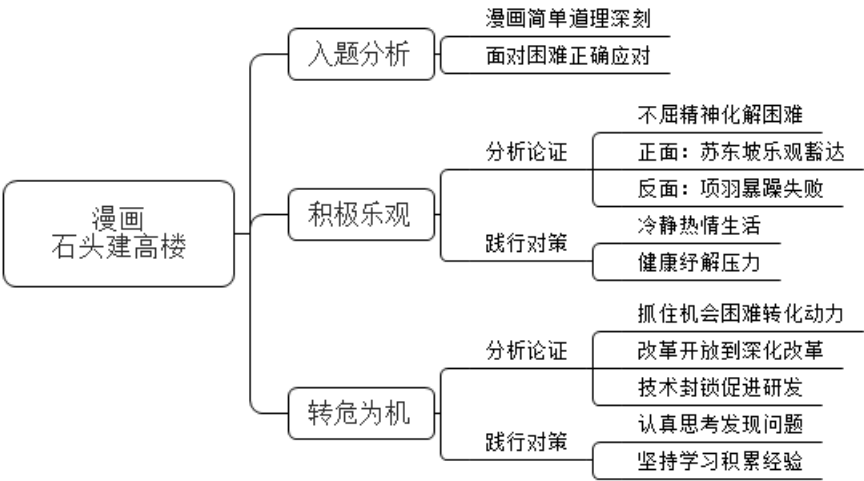 漫画
石头建高楼
入题分析
漫画简单道理深刻
面对困难正确应对
积极乐观
分析论证
不屈精神化解困难
正面：苏东坡乐观豁达
反面：项羽暴躁失败
践行对策
冷静热情生活
健康纾解压力
转危为机
分析论证
抓住机会困难转化动力
改革开放到深化改革
技术封锁促进研发
践行对策
认真思考发现问题
坚持学习积累经验